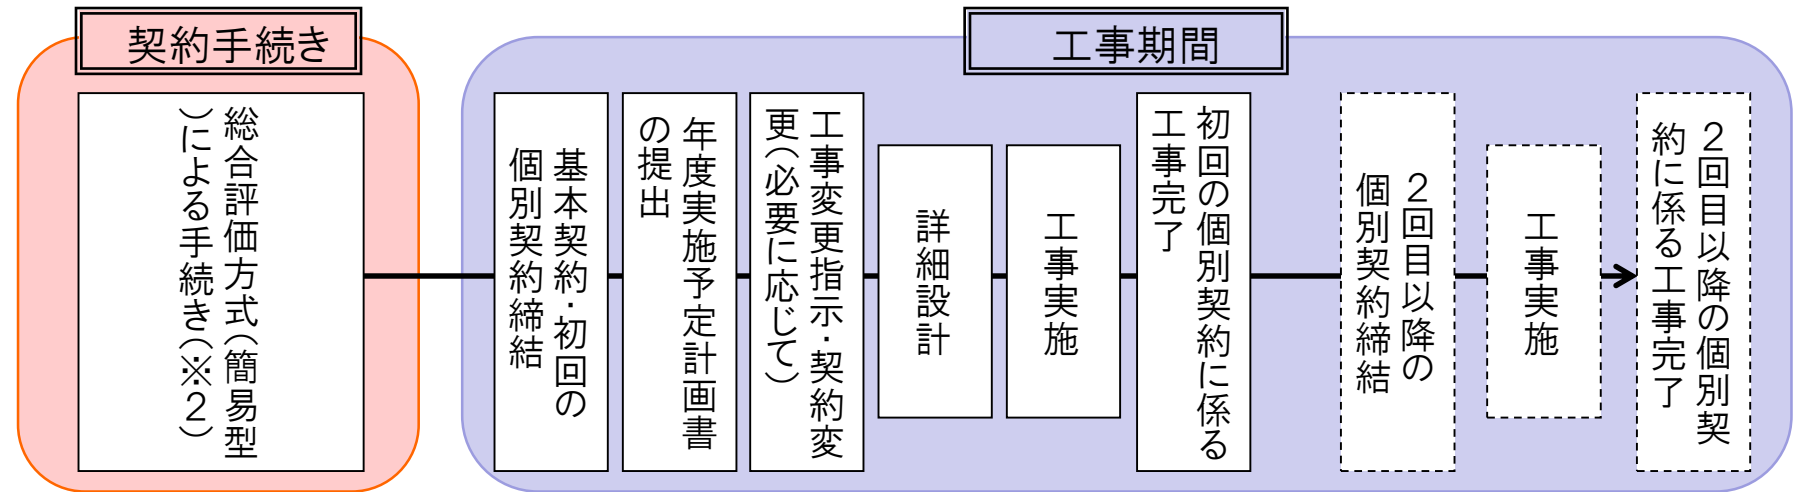 契約手続き
総合評価方式（簡易型
）による手続き（※２）
工事期間
基本契約・初回の
個別契約締結
年度実施予定計画書
の提出
工事変更指示・契約変
更（必要に応じて）
詳細設計
工事実施
初回の個別契約に係る
工事完了
２回目以降の
個別契約締結
工事実施
２回目以降の個別契
約に係る工事完了